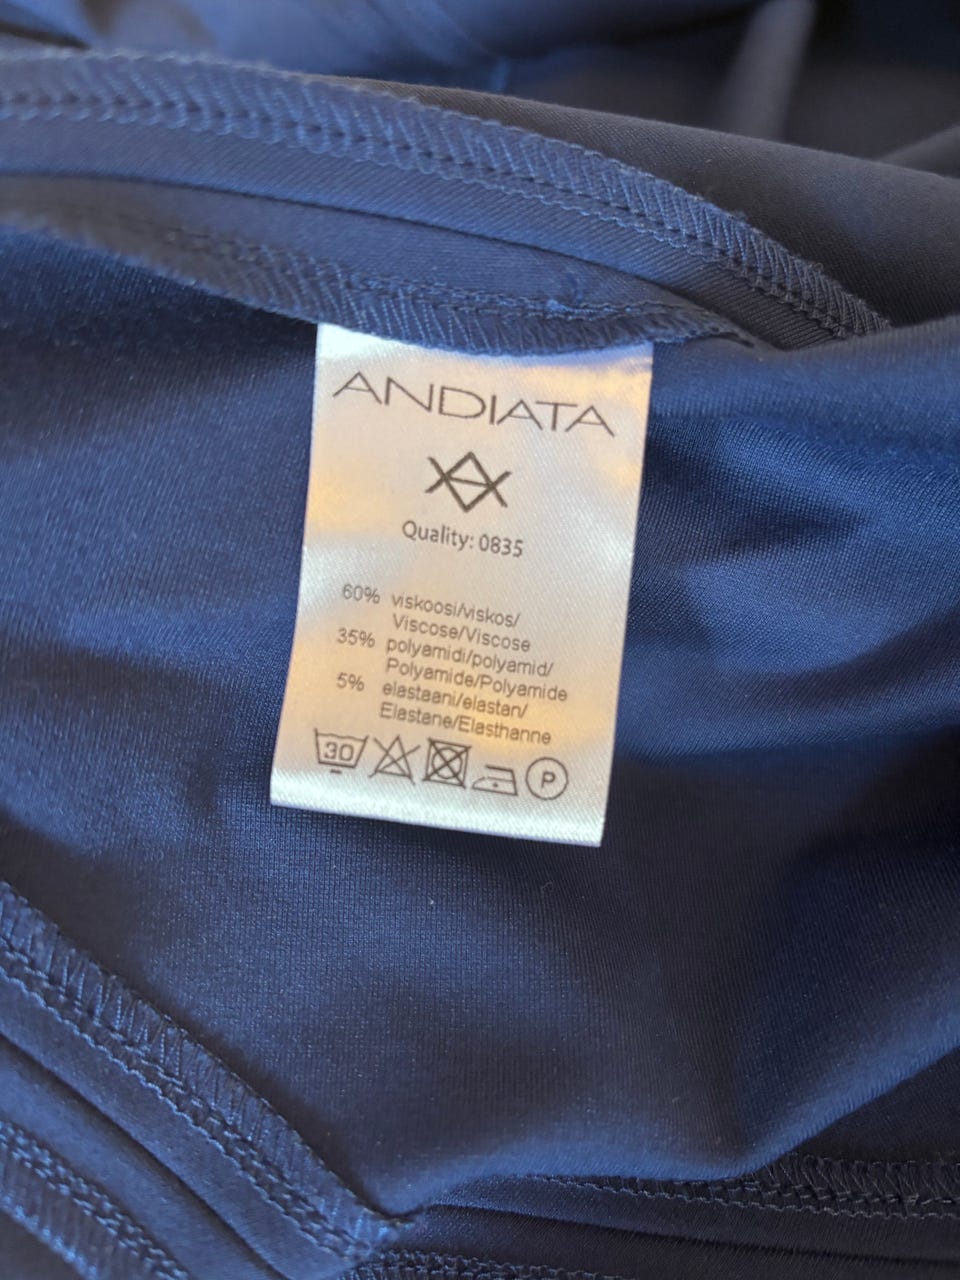 ANDIATA
Quality: 0835
60% viskoosi/viskos/
Viscose/Viscose
35% polyamidi/polyamid/
Polyamide/Polyamide
5% elastaani/elastan/
Elastane/Elasthanne
30 P